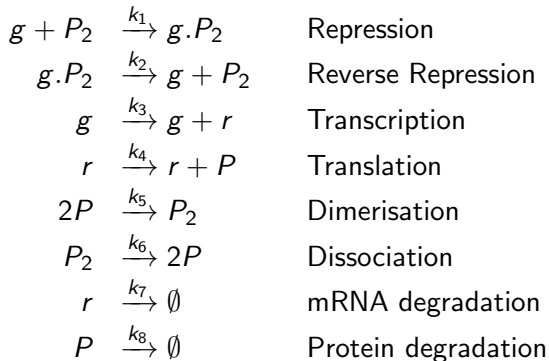 g + P₂ →k₁ g.P₂ Repression
g.P₂ →k₂ g + P₂ Reverse Repression
g →k₃ g + r Transcription
r →k₄ r + P Translation
2P →k₅ P₂ Dimerisation
P₂ →k₆ 2P Dissociation
r →k₇ ∅ mRNA degradation
P →k₈ ∅ Protein degradation